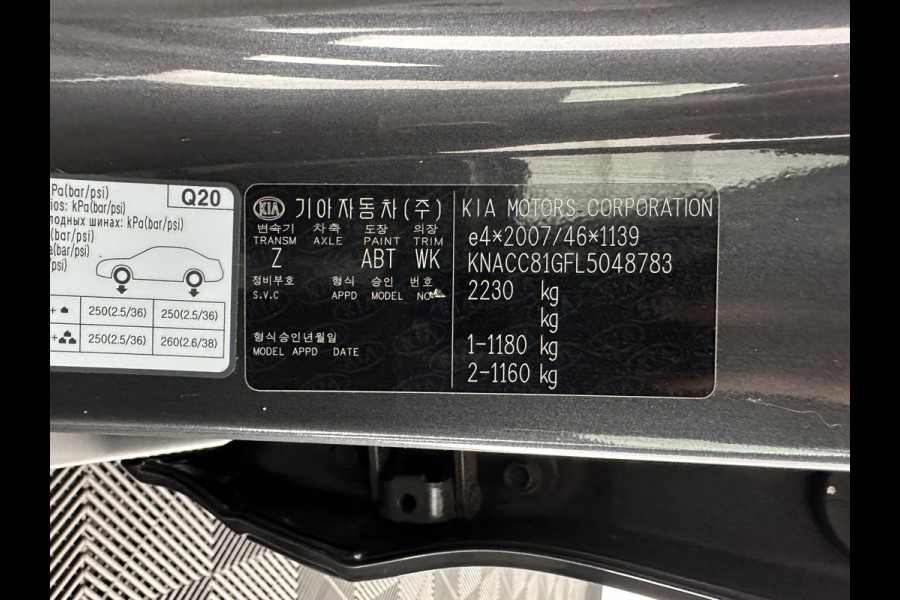 Pa(bar/psi)
Q20
ios: kPa(bar/psi)
лодных шинах: kPa(bar/psi)
(bar/psi)
a(bar/psi)
psi)
250(2.5/36) 250(2.5/36)
250(2.5/36) 260(2.6/38)
KIA 기아자동차(주)
변속기 차축 도장 의장
TRANSM AXLE PAINT TRIM
Z ABT WK
정비부호 형식 승인 번호
S.V.C APPD MODEL NO
형식승인년월일
MODEL APPD DATE
KIA MOTORS CORPORATION
e4*2007/46*1139
KNACC81GFL5048783
2230 kg
kg
1-1180 kg
2-1160 kg